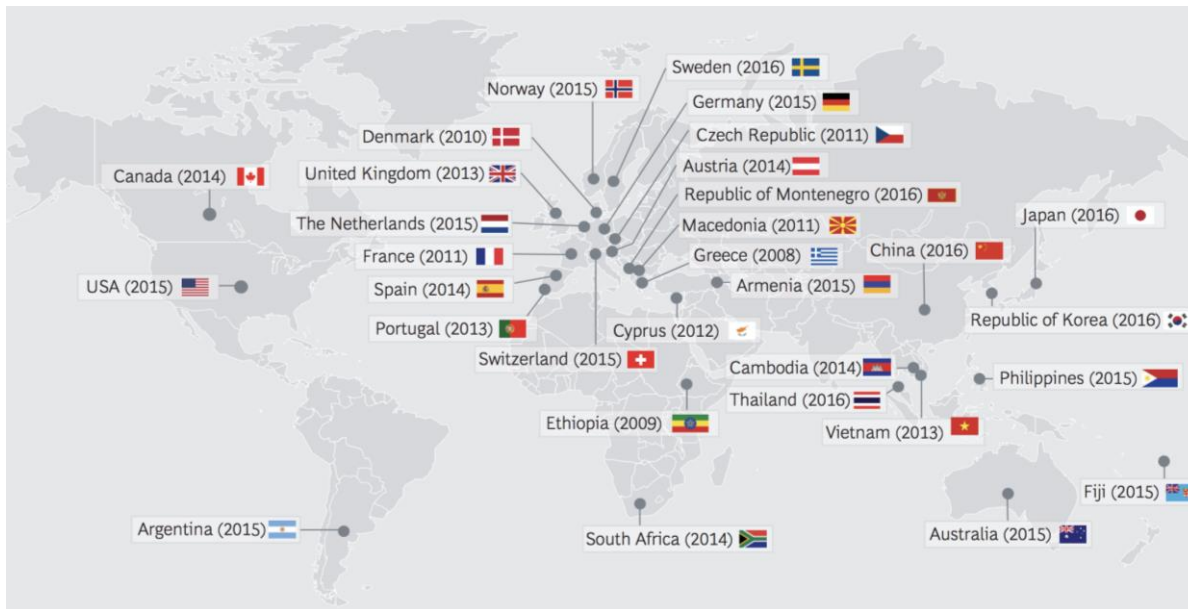 Sweden (2016)
Norway (2015)
Germany (2015)
Denmark (2010)
Czech Republic (2011)
Canada (2014)
United Kingdom (2013)
Austria (2014)
Republic of Montenegro (2016)
The Netherlands (2015)
Macedonia (2011)
Japan (2016)
France (2011)
Greece (2008)
China (2016)
USA (2015)
Spain (2014)
Armenia (2015)
Portugal (2013)
Cyprus (2012)
Republic of Korea (2016)
Switzerland (2015)
Cambodia (2014)
Philippines (2015)
Thailand (2016)
Ethiopia (2009)
Vietnam (2013)
Fiji (2015)
Argentina (2015)
South Africa (2014)
Australia (2015)